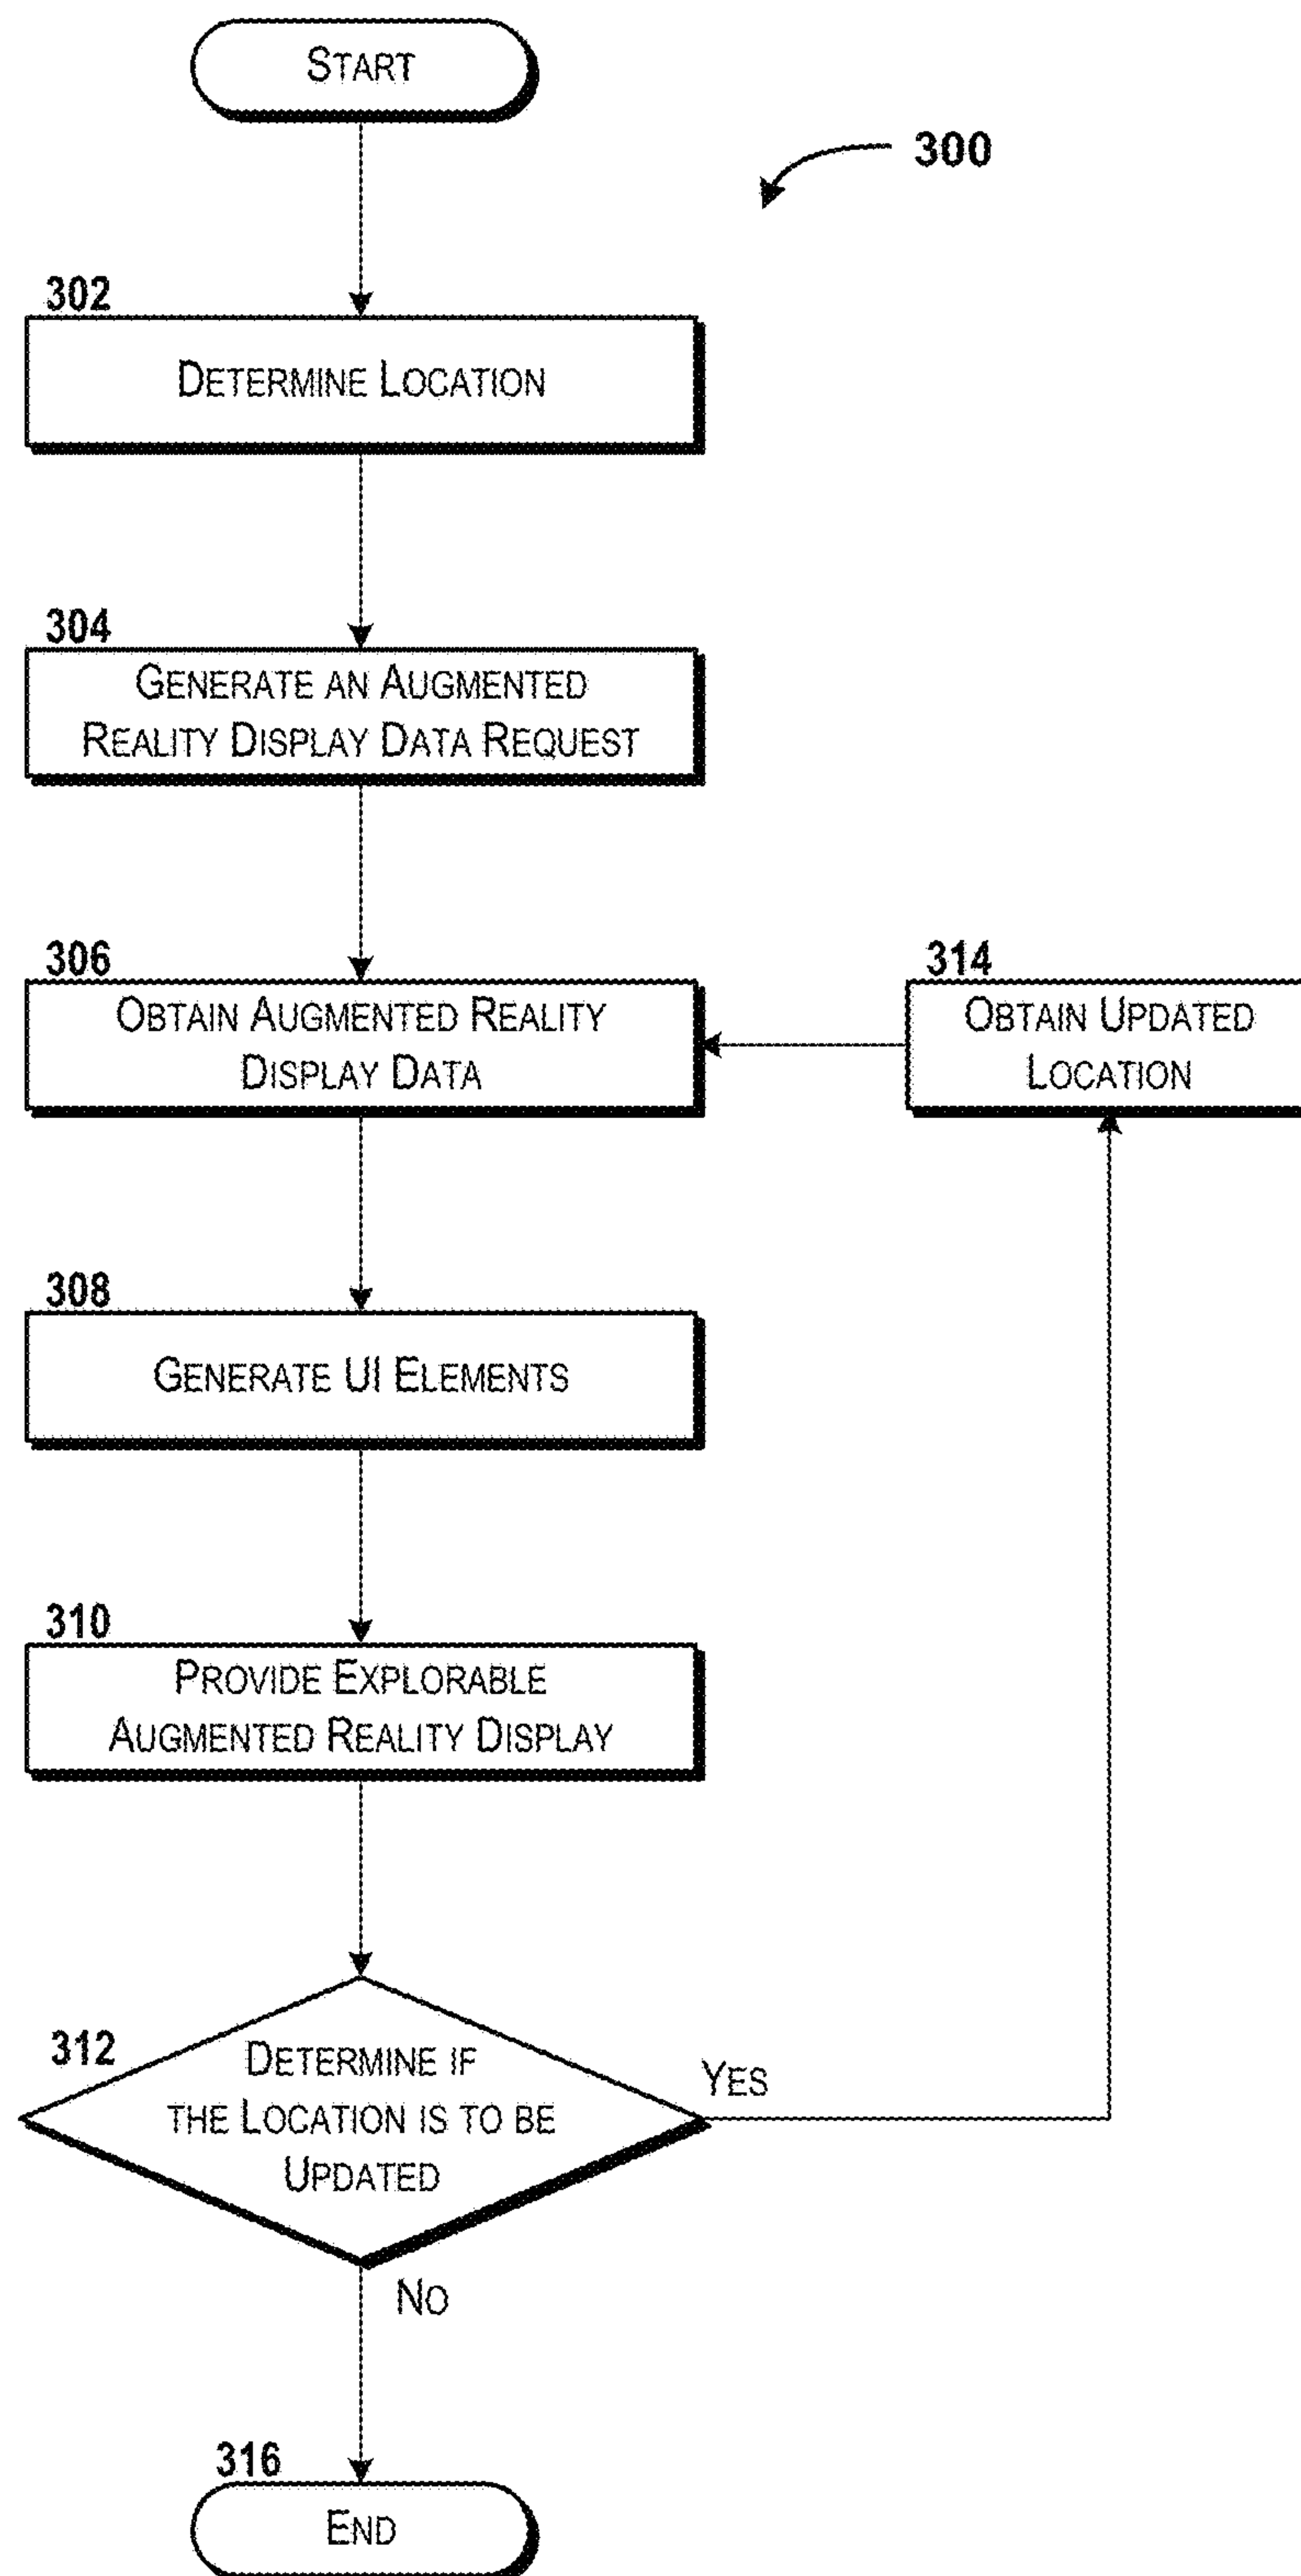 START
300
302
DETERMINE LOCATION
304
GENERATE AN AUGMENTED
REALITY DISPLAY DATA REQUEST
306
OBTAIN AUGMENTED REALITY
DISPLAY DATA
314
OBTAIN UPDATED
LOCATION
308
GENERATE UI ELEMENTS
310
PROVIDE EXPLORABLE
AUGMENTED REALITY DISPLAY
312
DETERMINE IF
THE LOCATION IS TO BE
UPDATED
YES
NO
316
END